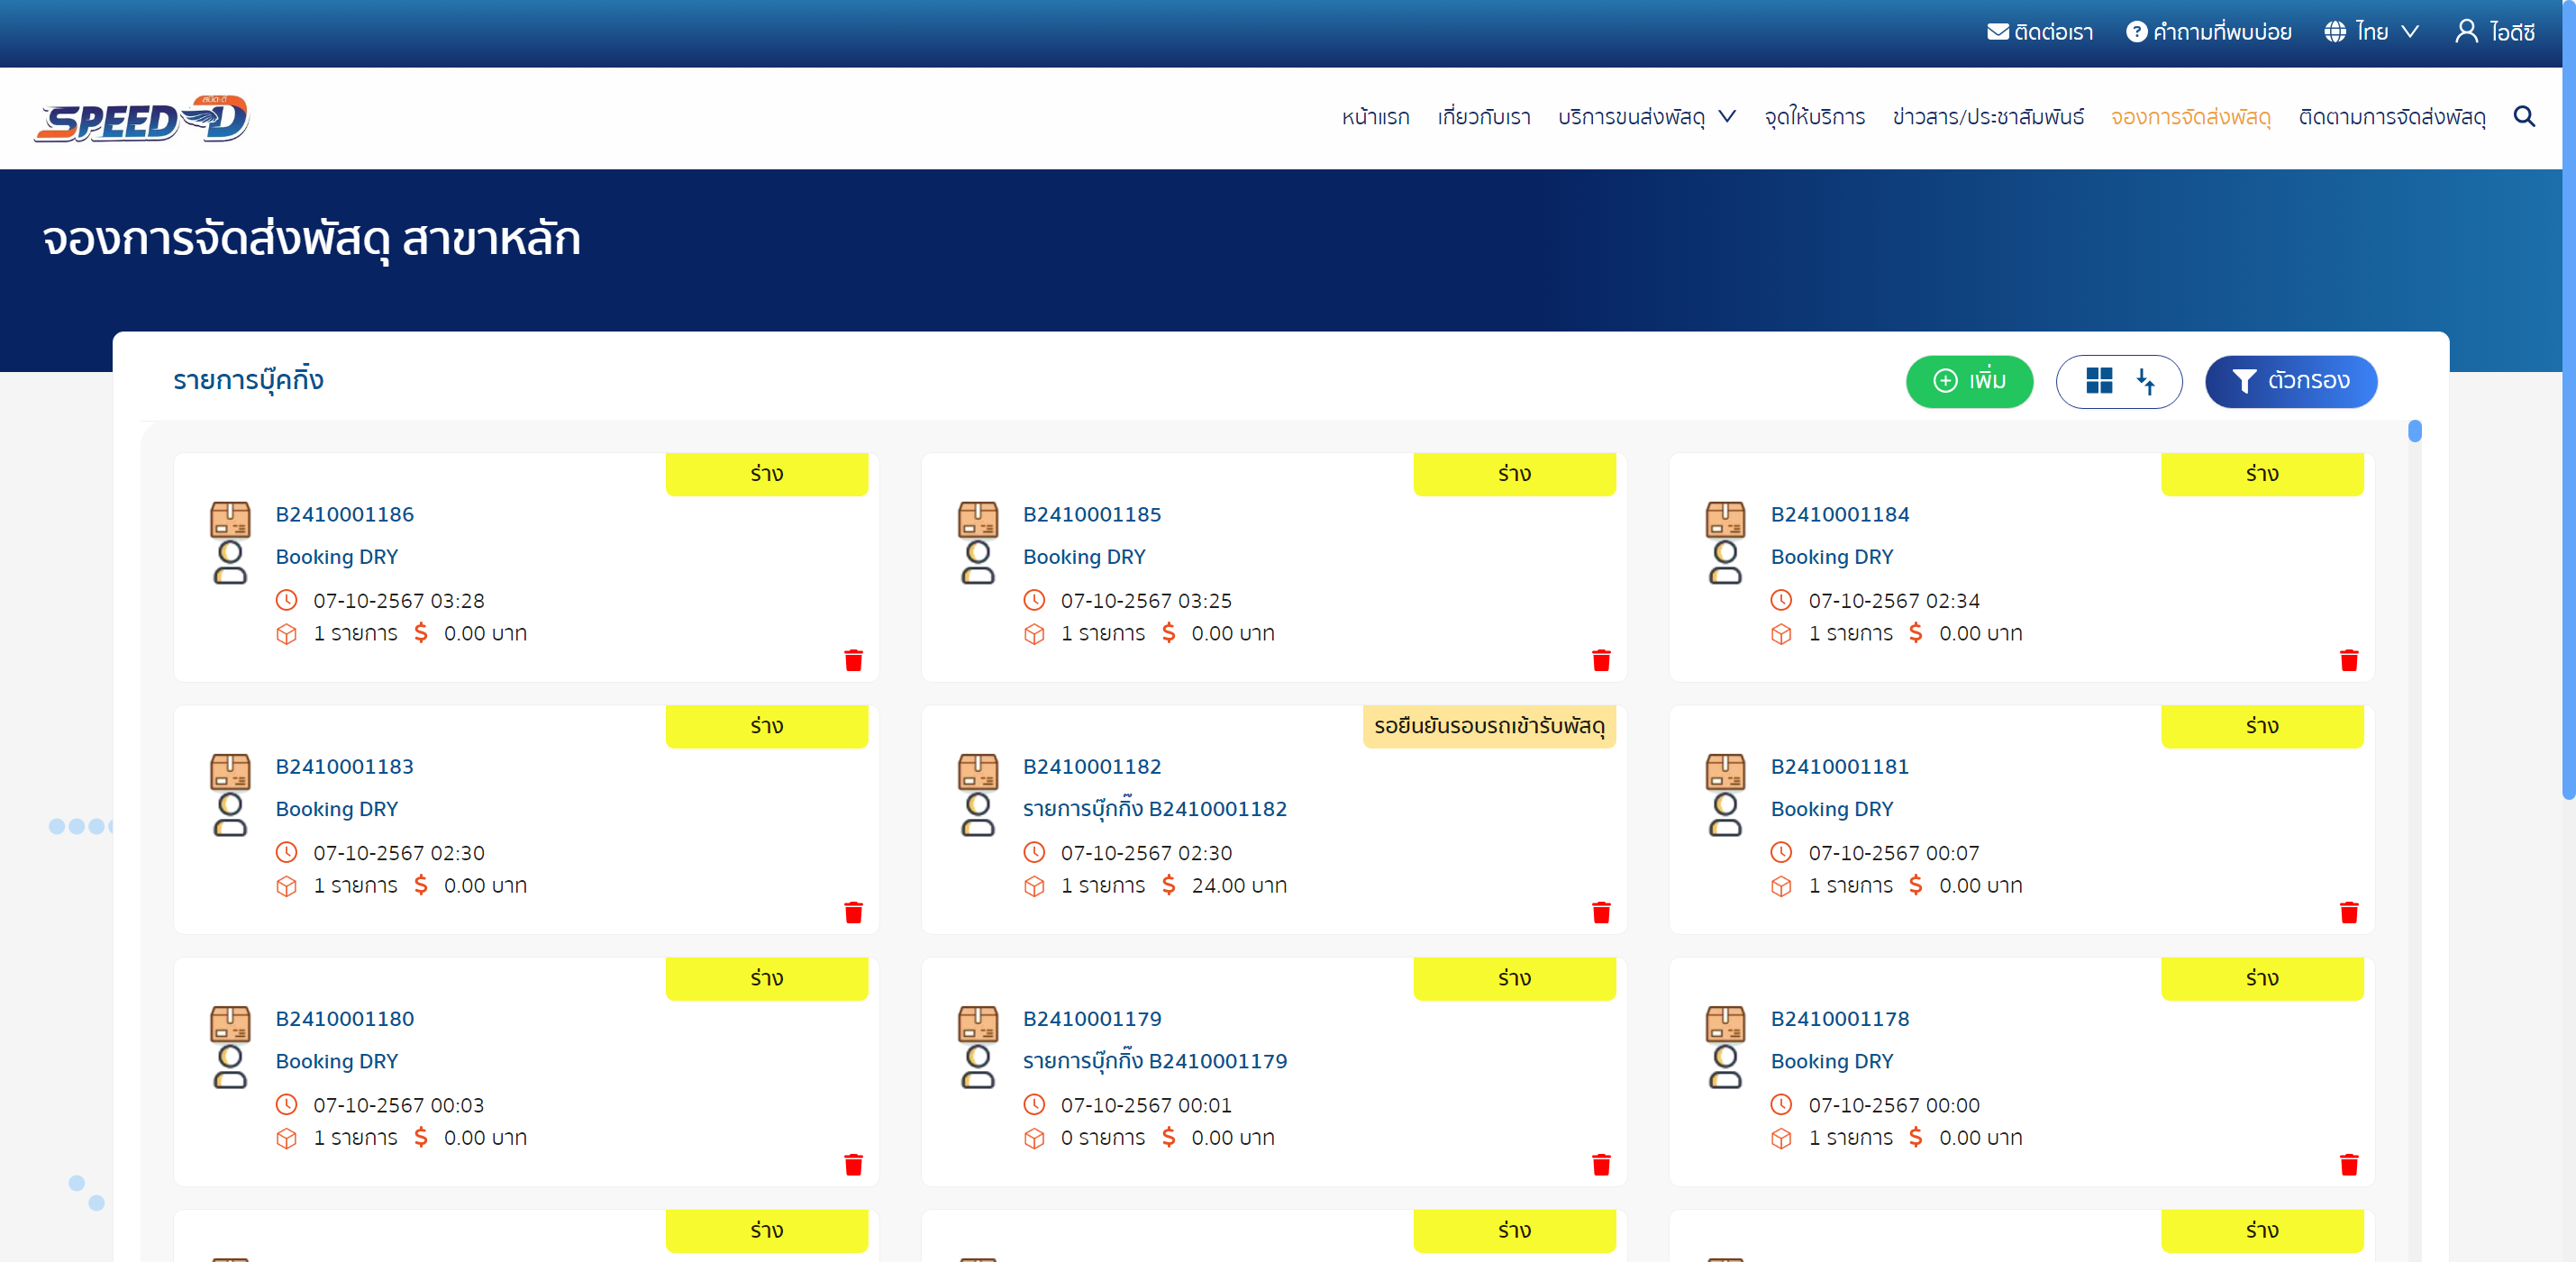 ติดต่อเรา คำถามที่พบบ่อย ไทย ไอดีซี
สปีด-ดี
SPEED-D
หน้าแรก เกี่ยวกับเรา บริการขนส่งพัสดุ จุดให้บริการ ข่าวสาร/ประชาสัมพันธ์ จองการจัดส่งพัสดุ ติดตามการจัดส่งพัสดุ
จองการจัดส่งพัสดุ สาขาหลัก
รายการบุ๊คกิ่ง เพิ่ม ตัวกรอง
ร่าง
B2410001186
Booking DRY
07-10-2567 03:28
1 รายการ $ 0.00 บาท
ร่าง
B2410001185
Booking DRY
07-10-2567 03:25
1 รายการ $ 0.00 บาท
ร่าง
B2410001184
Booking DRY
07-10-2567 02:34
1 รายการ $ 0.00 บาท
ร่าง
B2410001183
Booking DRY
07-10-2567 02:30
1 รายการ $ 0.00 บาท
รอยืนยันรอบรถเข้ารับพัสดุ
B2410001182
รายการบุ๊กกิ๊ง B2410001182
07-10-2567 02:30
1 รายการ $ 24.00 บาท
ร่าง
B2410001181
Booking DRY
07-10-2567 00:07
1 รายการ $ 0.00 บาท
ร่าง
B2410001180
Booking DRY
07-10-2567 00:03
1 รายการ $ 0.00 บาท
ร่าง
B2410001179
รายการบุ๊กกิ๊ง B2410001179
07-10-2567 00:01
0 รายการ $ 0.00 บาท
ร่าง
B2410001178
Booking DRY
07-10-2567 00:00
1 รายการ $ 0.00 บาท
ร่าง
ร่าง
ร่าง